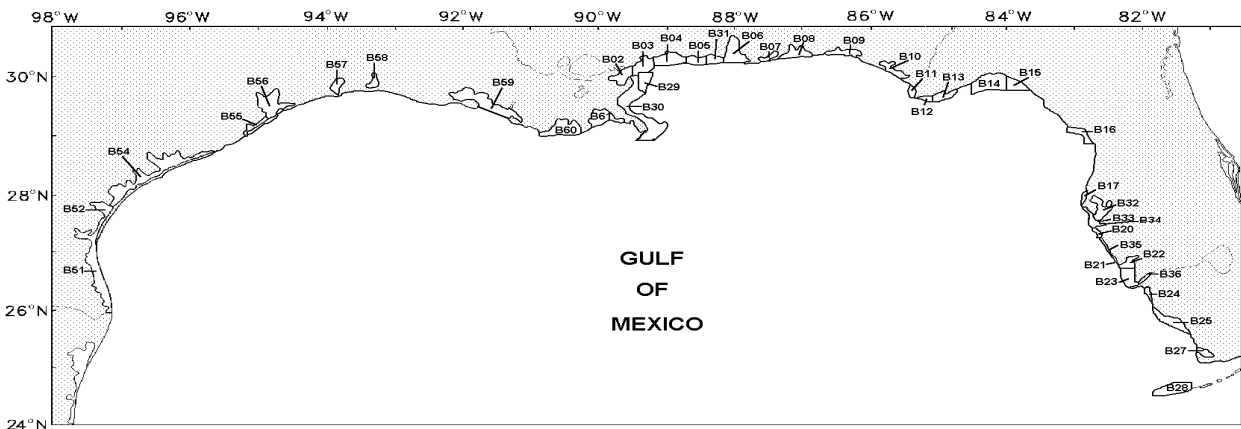 98°W 96°W 94°W 92°W 90°W 88°W 86°W 84°W 82°W
B31
B03 B04 B05 B06 B07 B08 B09
B57 B58 B02
30°N
B10
B56 B59 B29 B11 B13 B14 B15
B30 B12
B55 B60 B61
B16
B54
28°N
B17
B52 B32
B33 B34
B20
B35
GULF
B21 B22
B51
B36
B23
OF
B24
26°N
MEXICO
B25
B27
B28
24°N